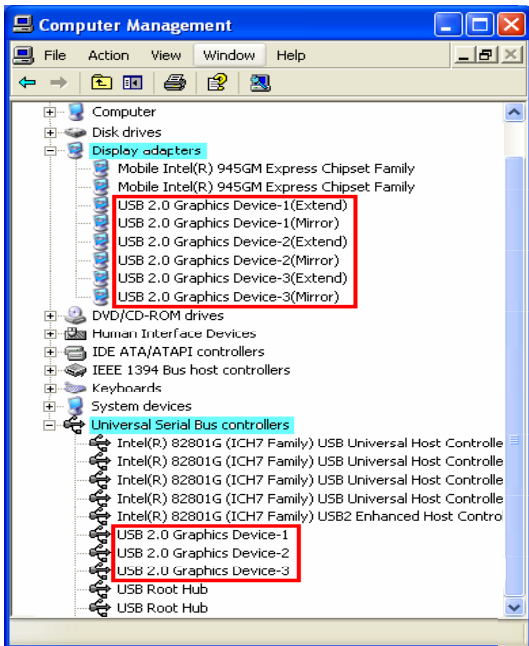 Computer Management
File Action View Window Help
Computer
Disk drives
Display adapters
Mobile Intel(R) 945GM Express Chipset Family
Mobile Intel(R) 945GM Express Chipset Family
USB 2.0 Graphics Device-1(Extend)
USB 2.0 Graphics Device-1(Mirror)
USB 2.0 Graphics Device-2(Extend)
USB 2.0 Graphics Device-2(Mirror)
USB 2.0 Graphics Device-3(Extend)
USB 2.0 Graphics Device-3(Mirror)
DVD/CD-ROM drives
Human Interface Devices
IDE ATA/ATAPI controllers
IEEE 1394 Bus host controllers
Keyboards
System devices
Universal Serial Bus controllers
Intel(R) 82801G (ICH7 Family) USB Universal Host Controlle
Intel(R) 82801G (ICH7 Family) USB Universal Host Controlle
Intel(R) 82801G (ICH7 Family) USB Universal Host Controlle
Intel(R) 82801G (ICH7 Family) USB Universal Host Controlle
Intel(R) 82801G (ICH7 Family) USB2 Enhanced Host Contro
USB 2.0 Graphics Device-1
USB 2.0 Graphics Device-2
USB 2.0 Graphics Device-3
USB Root Hub
USB Root Hub